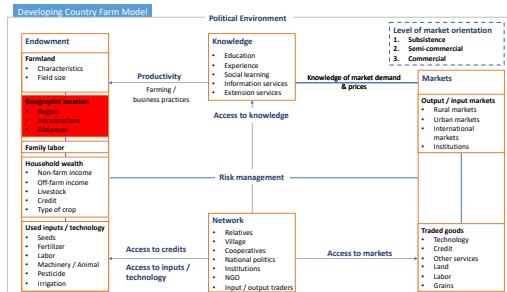 Developing Country Farm Model
Political Environment
Level of market orientation
1. Subsistence
2. Semi-commercial
3. Commercial
Endowment
Farmland
• Characteristics
• Field size
Geographic location
• Region
• Infrastructure
• Distances
Family labor
Household wealth
• Non-farm income
• Off-farm income
• Livestock
• Credit
• Type of crop
Used inputs / technology
• Seeds
• Fertilizer
• Labor
• Machinery / Animal
• Pesticide
• Irrigation
Productivity
Farming /
business practices
Knowledge
• Education
• Experience
• Social learning
• Information services
• Extension services
Knowledge of market demand
& prices
Access to knowledge
Risk management
Network
• Relatives
• Village
• Cooperatives
• National politics
• Institutions
• NGO
• Input / output traders
Access to credits
Access to inputs /
technology
Access to markets
Markets
Output / input markets
• Rural markets
• Urban markets
• International
markets
• Institutions
Traded goods
• Technology
• Credit
• Other services
• Land
• Labor
• Grains